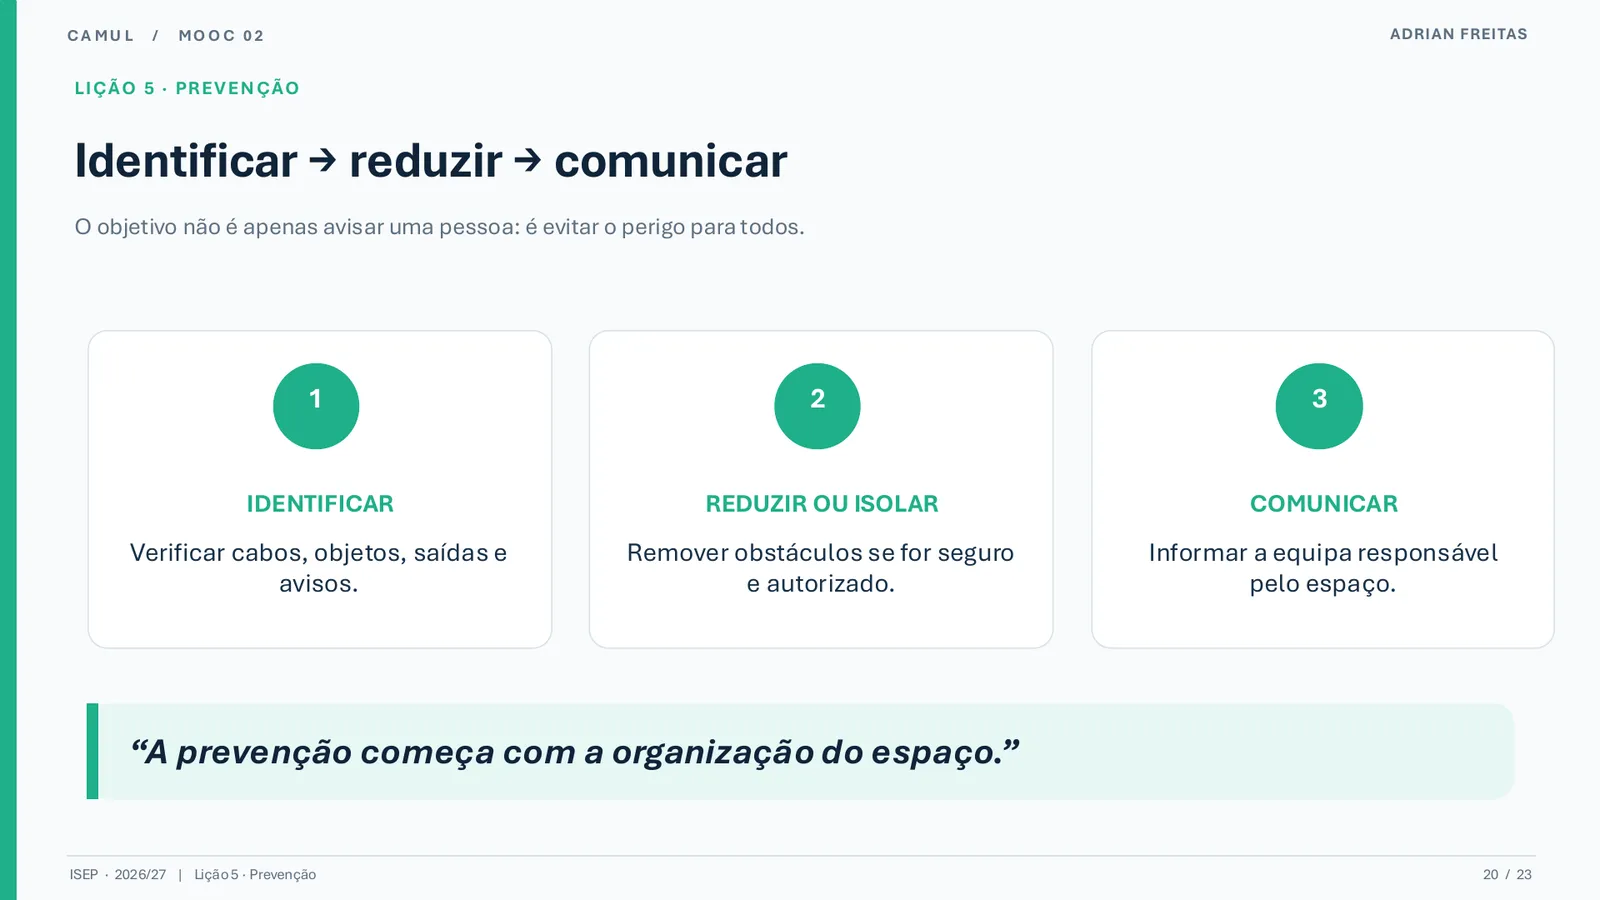 CAMUL / MOOC 02
ADRIAN FREITAS
LIÇÃO 5 · PREVENÇÃO
Identificar → reduzir → comunicar
O objetivo não é apenas avisar uma pessoa: é evitar o perigo para todos.
1
IDENTIFICAR
Verificar cabos, objetos, saídas e
avisos.
2
REDUZIR OU ISOLAR
Remover obstáculos se for seguro
e autorizado.
3
COMUNICAR
Informar a equipa responsável
pelo espaço.
“A prevenção começa com a organização do espaço.”
ISEP · 2026/27 | Lição 5 · Prevenção
20 / 23